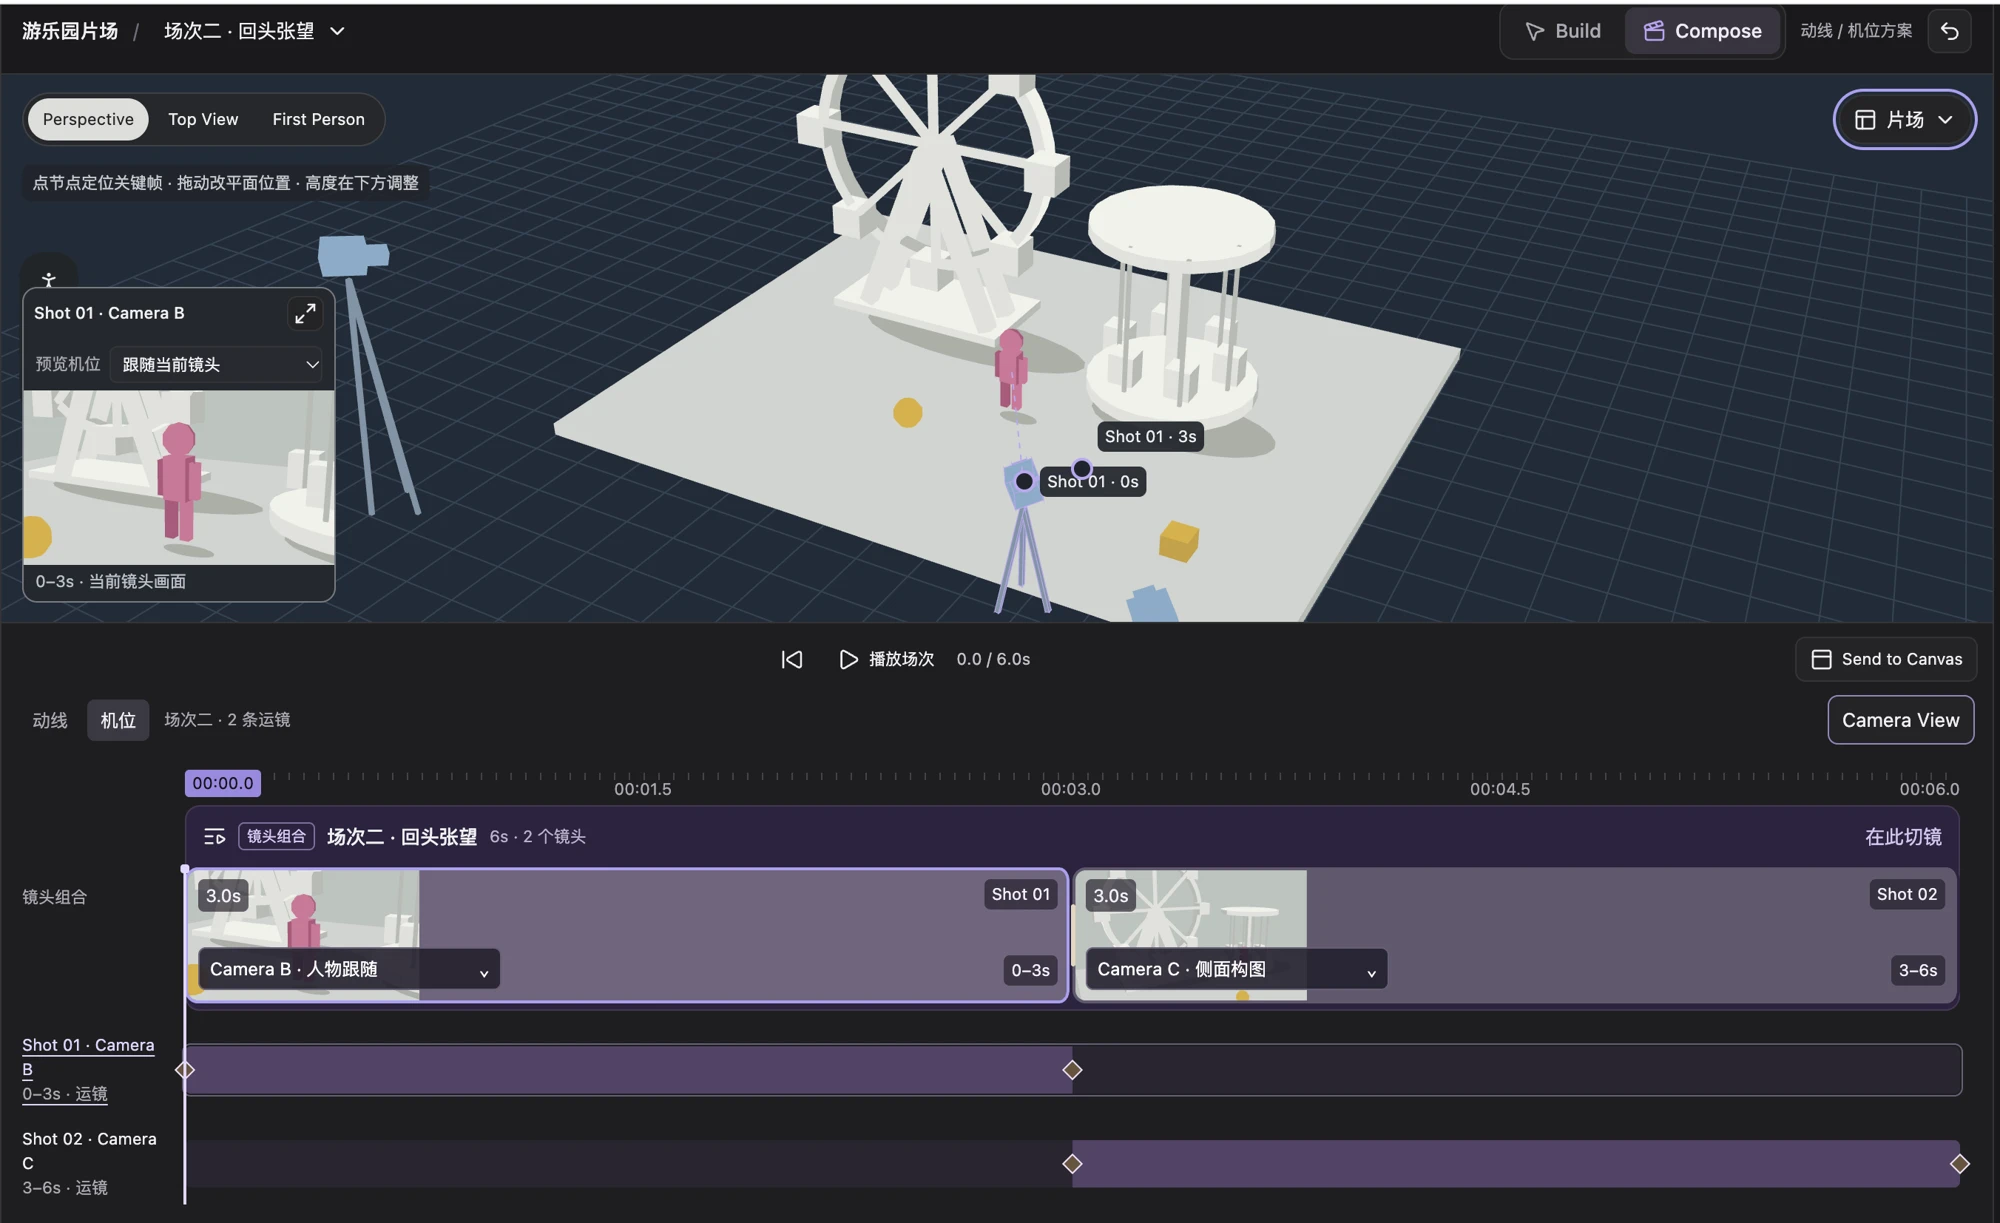 游乐园片场 / 场次二 · 回头张望
Build
Compose
动线 / 机位方案
Perspective
Top View
First Person
片场
点节点定位关键帧 · 拖动改平面位置 · 高度在下方调整
Shot 01 · Camera B
预览机位
跟随当前镜头
0–3s · 当前镜头画面
Shot 01 · 3s
Shot 01 · 0s
播放场次
0.0 / 6.0s
Send to Canvas
动线
机位
场次二 · 2 条运镜
Camera View
00:00.0
00:01.5
00:03.0
00:04.5
00:06.0
镜头组合
场次二 · 回头张望
6s · 2 个镜头
在此切镜
镜头组合
3.0s
Shot 01
Camera B · 人物跟随
0–3s
3.0s
Shot 02
Camera C · 侧面构图
3–6s
Shot 01 · Camera
B
0–3s · 运镜
Shot 02 · Camera
C
3–6s · 运镜